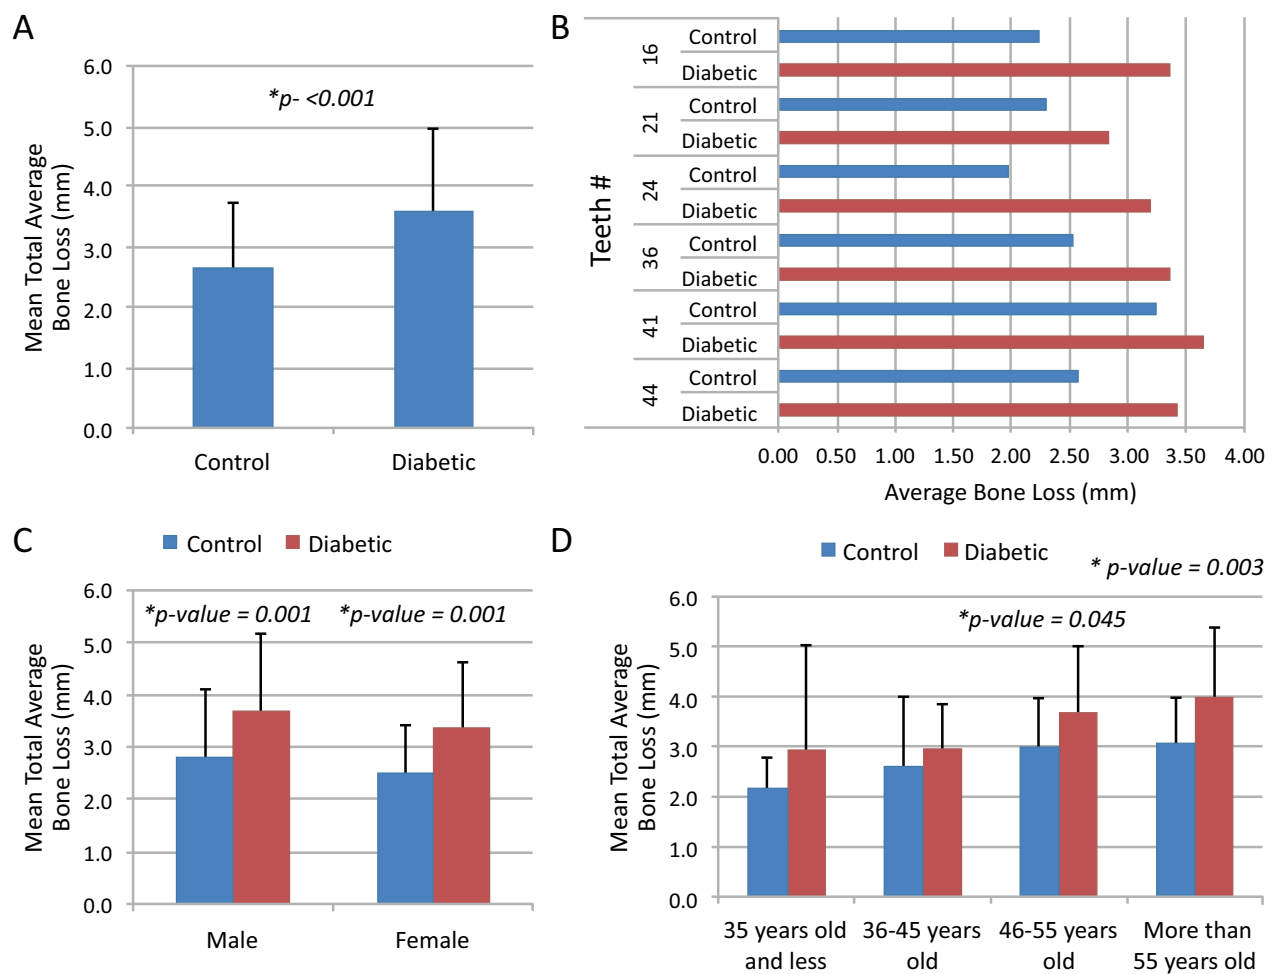 A
*p- <0.001
Mean Total Average
Bone Loss (mm)
6.0
5.0
4.0
3.0
2.0
1.0
0.0
Control
Diabetic
B
Teeth #
16
Control
Diabetic
21
Control
Diabetic
24
Control
Diabetic
36
Control
Diabetic
41
Control
Diabetic
44
Control
Diabetic
0.00 0.50 1.00 1.50 2.00 2.50 3.00 3.50 4.00
Average Bone Loss (mm)
C
Control Diabetic
*p-value = 0.001 *p-value = 0.001
Mean Total Average
Bone Loss (mm)
6.0
5.0
4.0
3.0
2.0
1.0
0.0
Male
Female
D
Control Diabetic
* p-value = 0.003
*p-value = 0.045
Mean Total Average
Bone Loss (mm)
6.0
5.0
4.0
3.0
2.0
1.0
0.0
35 years old
and less
36-45 years
old
46-55 years
old
More than
55 years old